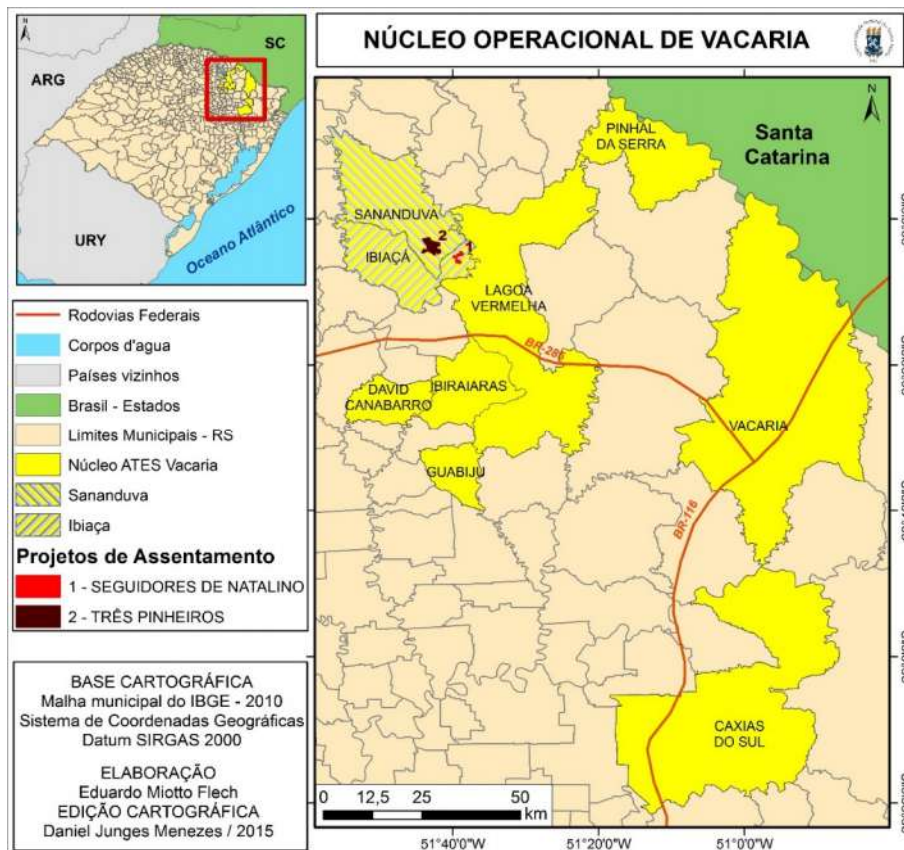 NÚCLEO OPERACIONAL DE VACARIA
N
SC
ARG
URY
Oceano Atlântico
Rodovias Federais
Corpos d'agua
Países vizinhos
Brasil - Estados
Limites Municipais - RS
Núcleo ATES Vacaria
Sananduva
Ibiaça
Projetos de Assentamento
1 - SEGUIDORES DE NATALINO
2 - TRÊS PINHEIROS
BASE CARTOGRÁFICA
Malha municipal do IBGE - 2010
Sistema de Coordenadas Geográficas
Datum SIRGAS 2000
ELABORAÇÃO
Eduardo Miotto Flech
EDIÇÃO CARTOGRÁFICA
Daniel Junges Menezes / 2015
N
PINHAL
DA SERRA
Santa
Catarina
SANANDUVA
2
1
IBIAÇÁ
LAGOA
VERMELHA
BR-285
DAVID
CANABARRO
IBIRAIARAS
VACARIA
GUABIJU
BR-116
CAXIAS
DO SUL
0 12,5 25 50
km
51°40'0"W 51°20'0"W 51°0'0"W